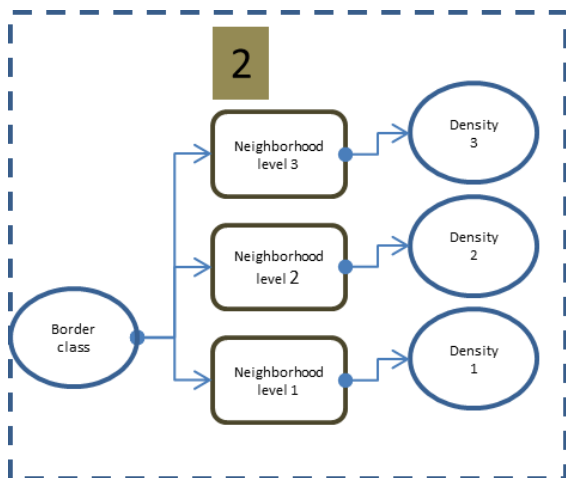 2
Neighborhood
level 3
Density
3
Neighborhood
level 2
Density
2
Border
class
Neighborhood
level 1
Density
1